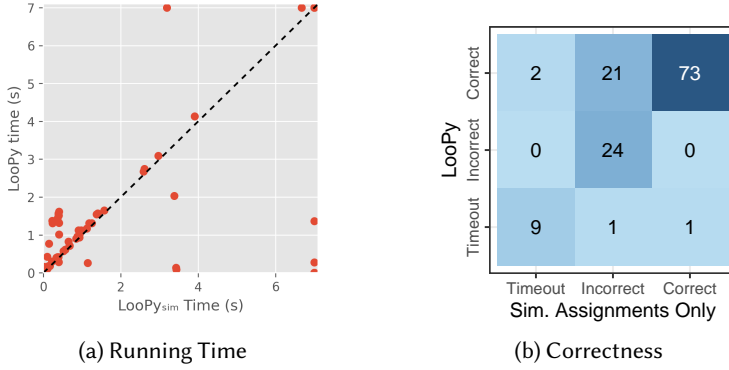 7
6
5
4
3
2
1
0
LooPy time (s)
0 2 4 6
LooPysim Time (s)
(a) Running Time
LooPy
Correct
Incorrect
Timeout
2 21 73
0 24 0
9 1 1
Timeout Incorrect Correct
Sim. Assignments Only
(b) Correctness